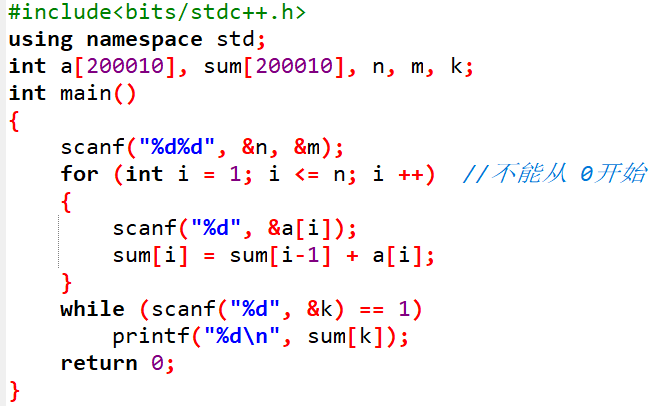 #include<bits/stdc++.h>
using namespace std;
int a[200010], sum[200010], n, m, k;
int main()
{
    scanf("%d%d", &n, &m);
    for (int i = 1; i <= n; i ++)  //不能从 0开始
    {
        scanf("%d", &a[i]);
        sum[i] = sum[i-1] + a[i];
    }
    while (scanf("%d", &k) == 1)
        printf("%d\n", sum[k]);
    return 0;
}